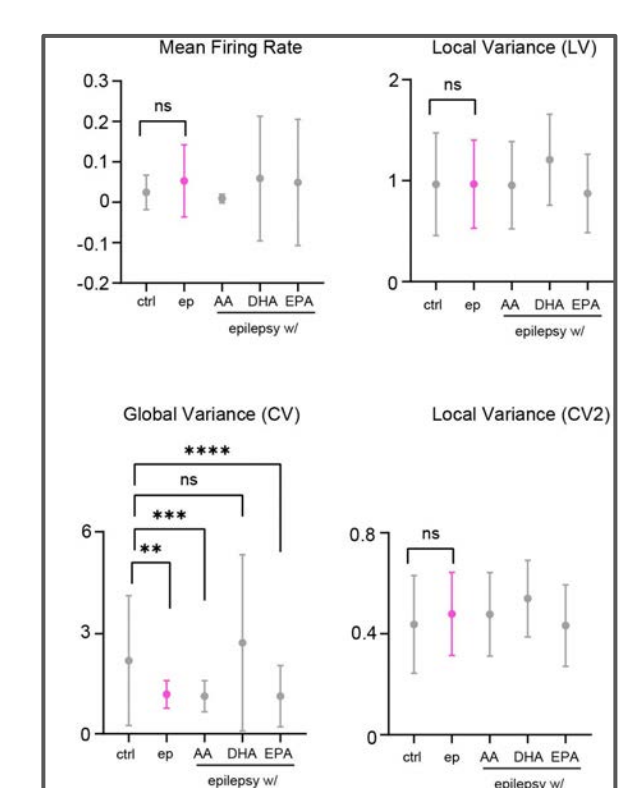 Mean Firing Rate
0.3
0.2
0.1
0
-0.1
-0.2
ns
ctrl ep AA DHA EPA
epilepsy w/
Local Variance (LV)
2
1
0
ns
ctrl ep AA DHA EPA
epilepsy w/
Global Variance (CV)
****
ns
***
**
6
3
0
ctrl ep AA DHA EPA
epilepsy w/
Local Variance (CV2)
0.8
0.4
0
ns
ctrl ep AA DHA EPA
epilepsy w/